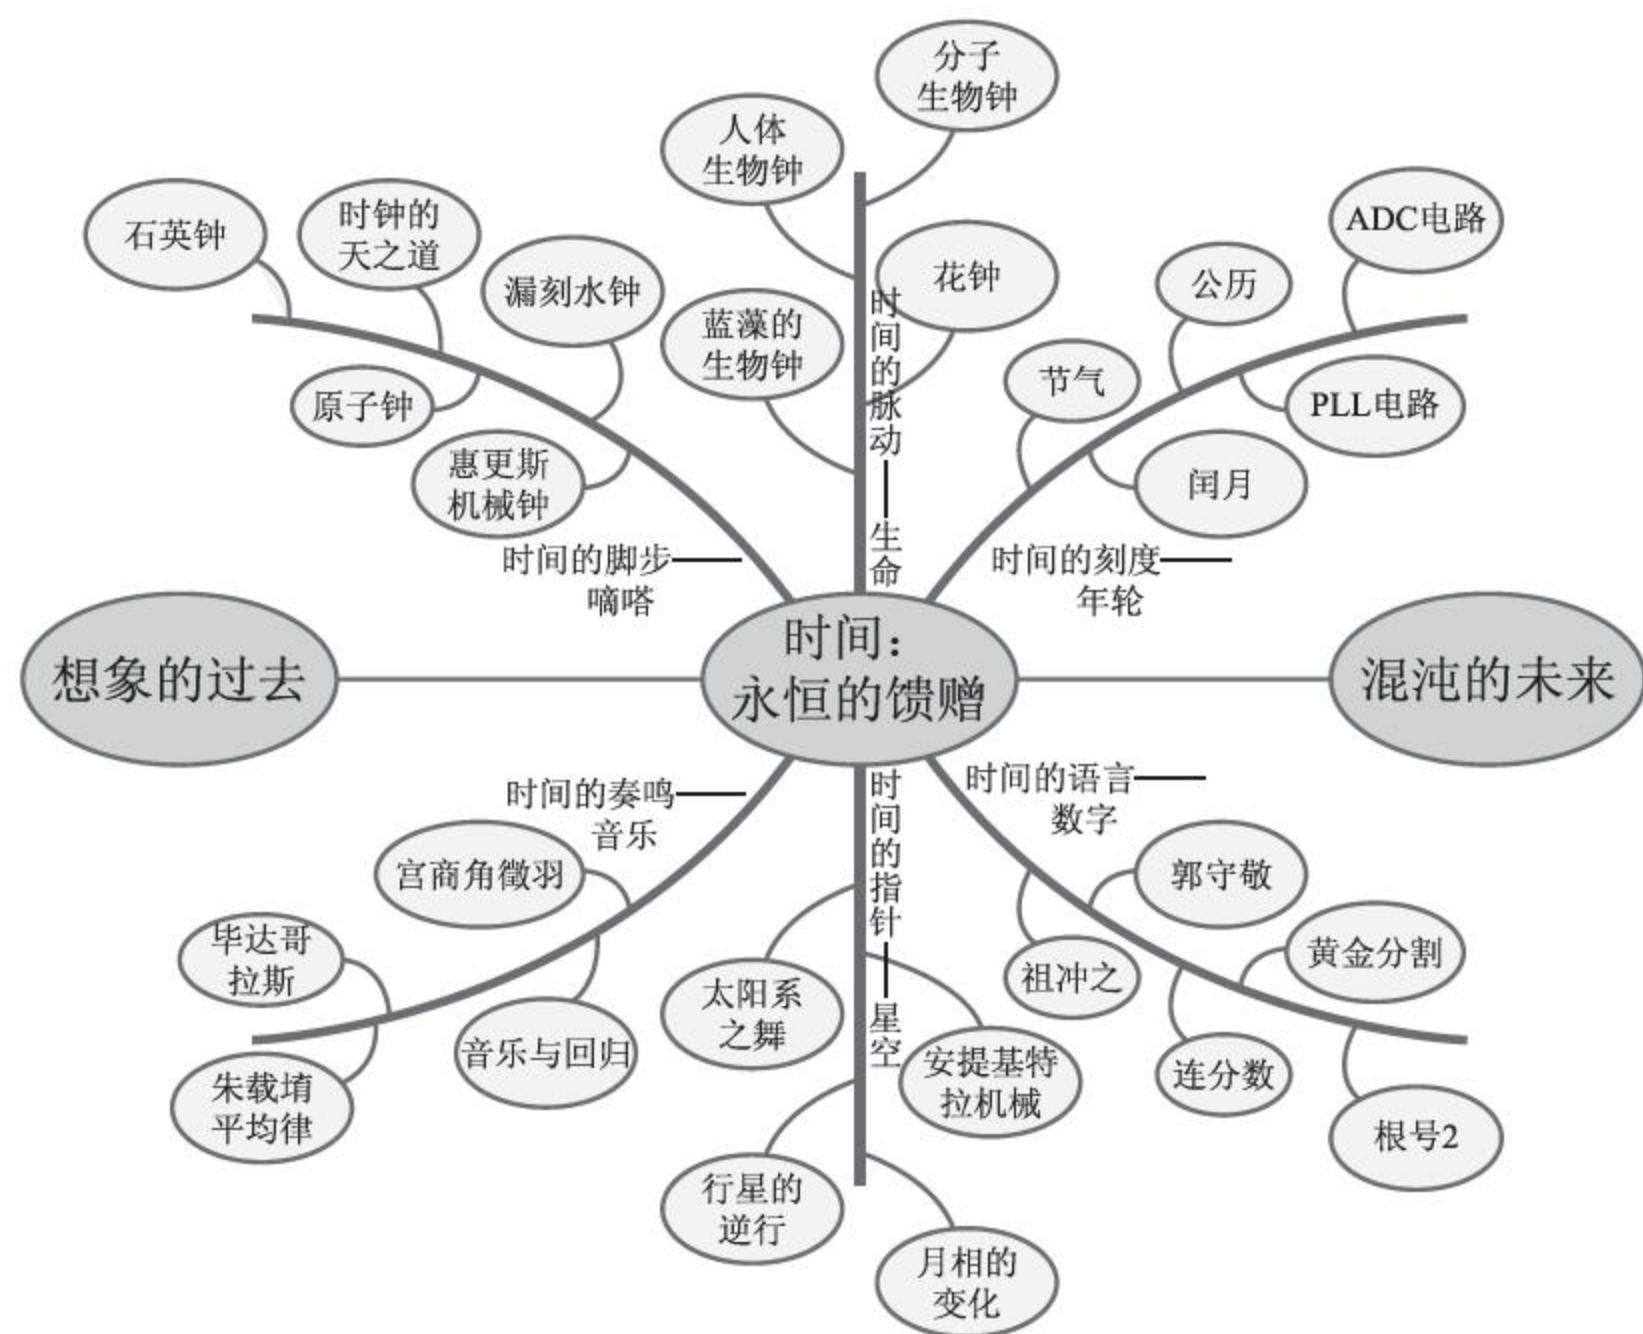 分子
生物钟
人体
生物钟
石英钟
时钟的
天之道
漏刻水钟
花钟
蓝藻的
生物钟
原子钟
惠更斯
机械钟
时间的脚步——
嘀嗒
时间的脉动——生命
ADC电路
公历
节气
PLL电路
闰月
时间的刻度——
年轮
想象的过去
时间:
永恒的馈赠
混沌的未来
时间的奏鸣——
音乐
宫商角徵羽
毕达哥
拉斯
音乐与回归
朱载堉
平均律
时间的指针——星空
太阳系
之舞
安提基特
拉机械
行星的
逆行
月相的
变化
时间的语言——
数字
郭守敬
祖冲之
黄金分割
连分数
根号2